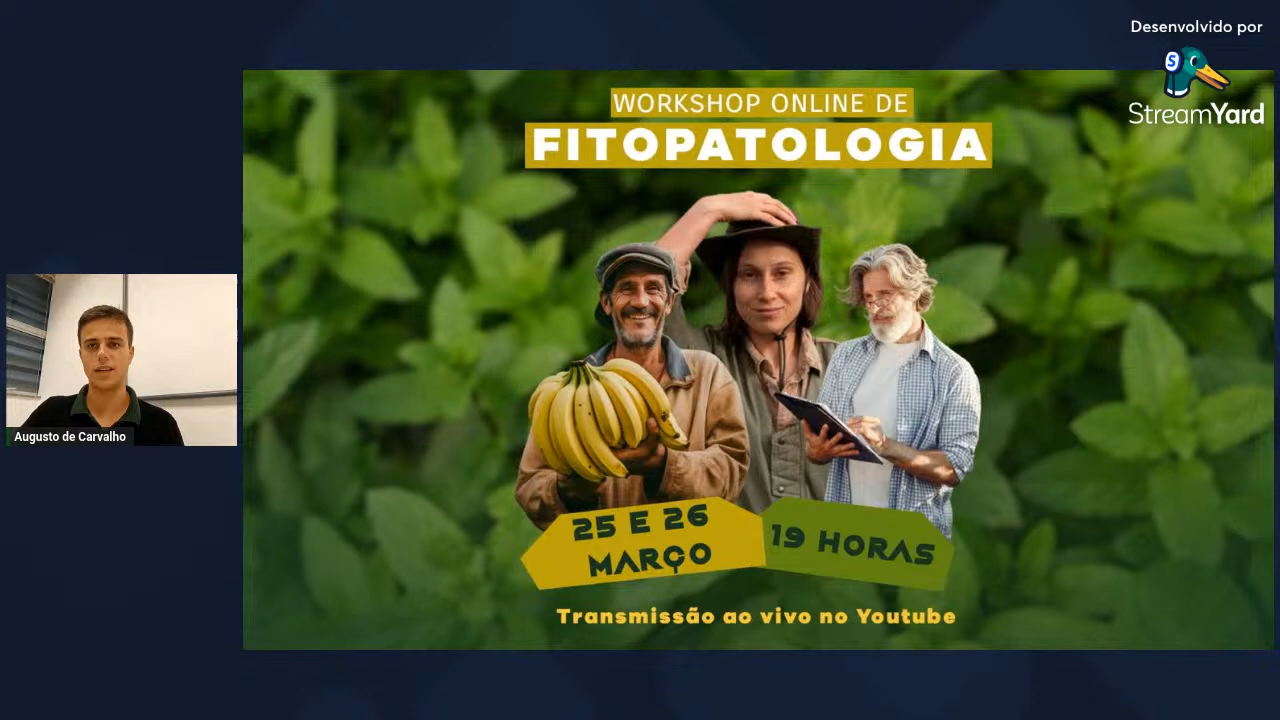 Desenvolvido por
StreamYard
WORKSHOP ONLINE DE
FITOPATOLOGIA
25 E 26
MARÇO
19 HORAS
Transmissão ao vivo no Youtube
Augusto de Carvalho